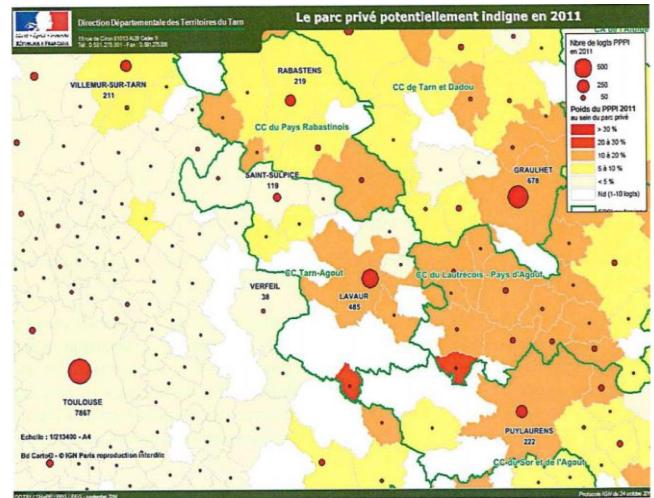 Direction Départementale des Territoires du Tarn
Le parc privé potentiellement indigne en 2011
RÉPUBLIQUE FRANÇAISE
Nbre de logts PPPI
en 2011
500
250
50
Poids du PPPI 2011
au sein du parc privé
> 30 %
20 à 30 %
10 à 20 %
5 à 10 %
< 5 %
Nd (1-10 logts)
VILLEMUR-SUR-TARN
211
RABASTENS
219
CC de Tarn et Dadou
CC du Pays Rabastinois
GRAULHET
678
SAINT-SULPICE
119
CC Tarn-Agout
CC du Lautrécois - Pays d'Agout
VERFEIL
38
LAVAUR
485
TOULOUSE
7867
PUYLAURENS
222
CC du Sor et de l'Agout
Echelle : 1/213400 - A4
Bd CartoD - © IGN Paris reproduction interdite